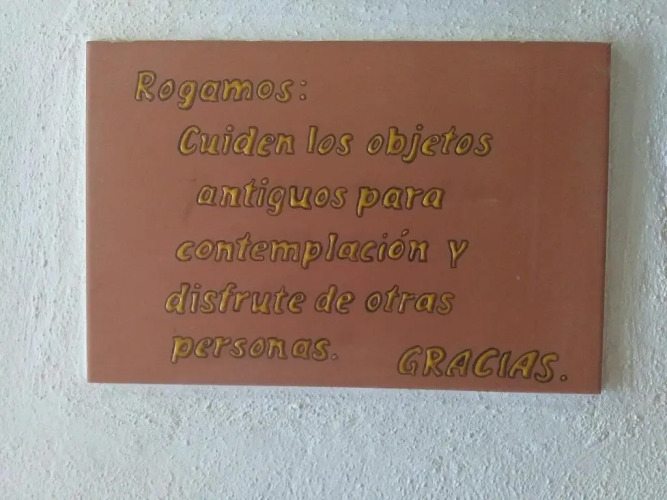 Rogamos:
Cuiden los objetos
antiguos para
contemplación y
disfrute de otras
personas. GRACIAS.